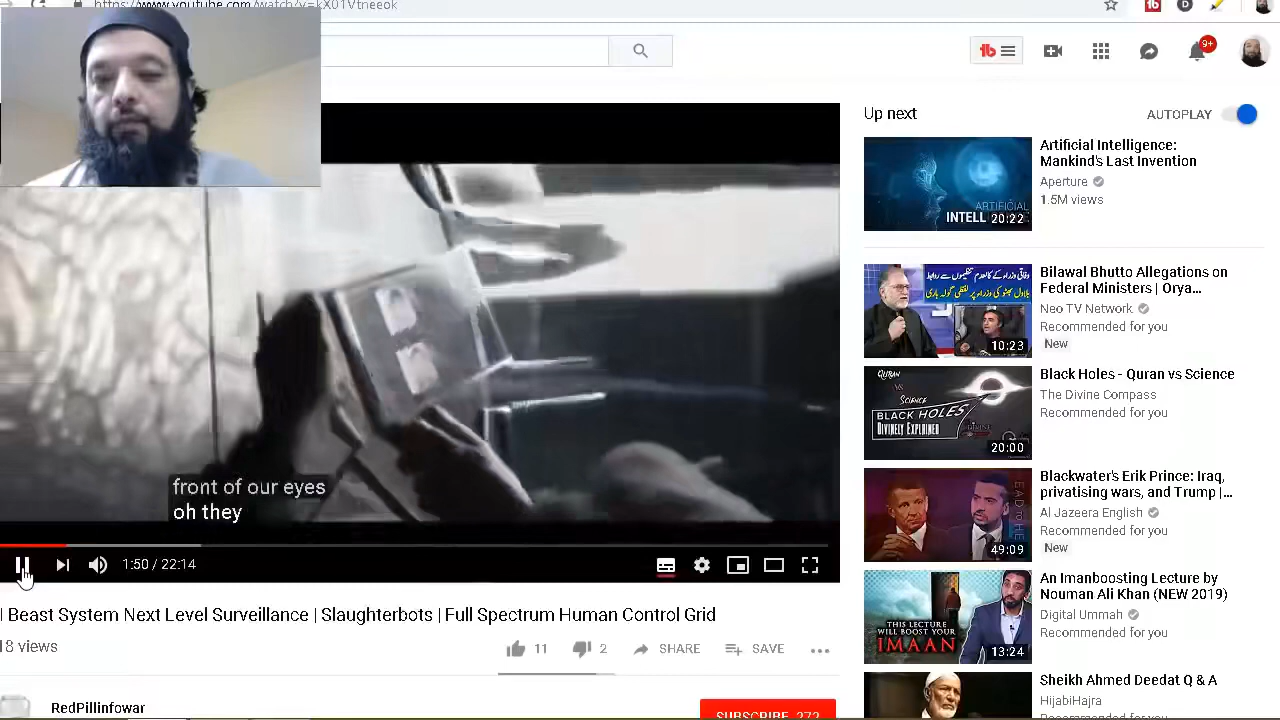 https://www.youtube.com/watch?v=kX01Vtneeok
9+
Up next
AUTOPLAY
Artificial Intelligence:
Mankind's Last Invention
Aperture
1.5M views
ARTIFICIAL
INTELL 20:22
Bilawal Bhutto Allegations on
Federal Ministers | Orya...
Neo TV Network
Recommended for you
New
10:23
Black Holes - Quran vs Science
The Divine Compass
Recommended for you
QURAN
VS
SCIENCE
BLACK HOLES
DIVINELY EXPLAINED
20:00
Blackwater's Erik Prince: Iraq,
privatising wars, and Trump |...
Al Jazeera English
Recommended for you
New
49:09
An Imanboosting Lecture by
Nouman Ali Khan (NEW 2019)
Digital Ummah
Recommended for you
THIS LECTURE
WILL BOOST YOUR
IMAAN
13:24
Sheikh Ahmed Deedat Q & A
HijabiHajra
Recommended for you
front of our eyes
oh they
1:50 / 22:14
Beast System Next Level Surveillance | Slaughterbots | Full Spectrum Human Control Grid
8 views
11
2
SHARE
SAVE
RedPillinfowar
SUBSCRIBE 272